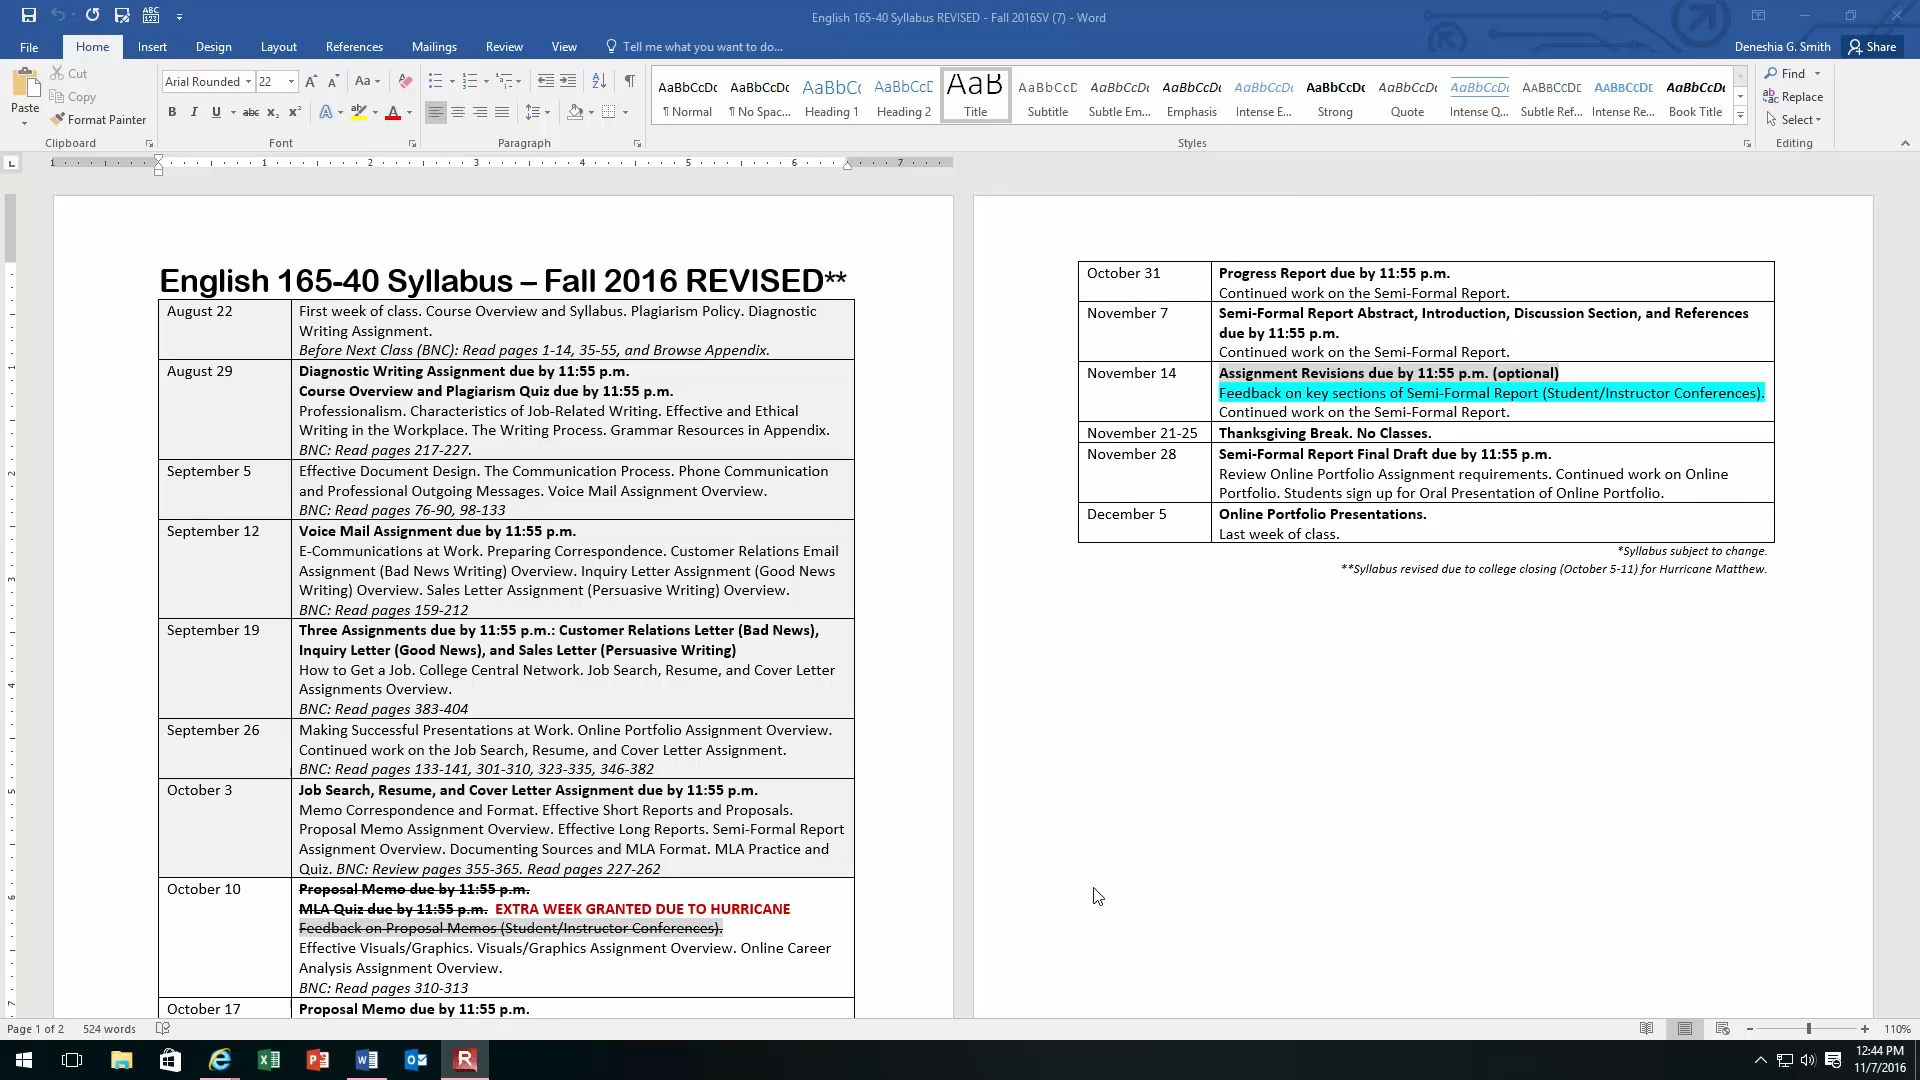 English 165-40 Syllabus REVISED - Fall 2016SV (7) - Word
File Home Insert Design Layout References Mailings Review View Tell me what you want to do... Deneshia G. Smith Share
Paste Cut Copy Format Painter
Arial Rounded 22
¶ Normal ¶ No Spac... Heading 1 Heading 2 Title Subtitle Subtle Em... Emphasis Intense E... Strong Quote Intense Q... Subtle Ref... Intense Re... Book Title
Find Replace Select
Clipboard Font Paragraph Styles Editing
English 165-40 Syllabus – Fall 2016 REVISED**
August 22
First week of class. Course Overview and Syllabus. Plagiarism Policy. Diagnostic
Writing Assignment.
Before Next Class (BNC): Read pages 1-14, 35-55, and Browse Appendix.
August 29
Diagnostic Writing Assignment due by 11:55 p.m.
Course Overview and Plagiarism Quiz due by 11:55 p.m.
Professionalism. Characteristics of Job-Related Writing. Effective and Ethical
Writing in the Workplace. The Writing Process. Grammar Resources in Appendix.
BNC: Read pages 217-227.
September 5
Effective Document Design. The Communication Process. Phone Communication
and Professional Outgoing Messages. Voice Mail Assignment Overview.
BNC: Read pages 76-90, 98-133
September 12
Voice Mail Assignment due by 11:55 p.m.
E-Communications at Work. Preparing Correspondence. Customer Relations Email
Assignment (Bad News Writing) Overview. Inquiry Letter Assignment (Good News
Writing) Overview. Sales Letter Assignment (Persuasive Writing) Overview.
BNC: Read pages 159-212
September 19
Three Assignments due by 11:55 p.m.: Customer Relations Letter (Bad News),
Inquiry Letter (Good News), and Sales Letter (Persuasive Writing)
How to Get a Job. College Central Network. Job Search, Resume, and Cover Letter
Assignments Overview.
BNC: Read pages 383-404
September 26
Making Successful Presentations at Work. Online Portfolio Assignment Overview.
Continued work on the Job Search, Resume, and Cover Letter Assignment.
BNC: Read pages 133-141, 301-310, 323-335, 346-382
October 3
Job Search, Resume, and Cover Letter Assignment due by 11:55 p.m.
Memo Correspondence and Format. Effective Short Reports and Proposals.
Proposal Memo Assignment Overview. Effective Long Reports. Semi-Formal Report
Assignment Overview. Documenting Sources and MLA Format. MLA Practice and
Quiz. BNC: Review pages 355-365. Read pages 227-262
October 10
Proposal Memo due by 11:55 p.m.
MLA Quiz due by 11:55 p.m. EXTRA WEEK GRANTED DUE TO HURRICANE
Feedback on Proposal Memos (Student/Instructor Conferences).
Effective Visuals/Graphics. Visuals/Graphics Assignment Overview. Online Career
Analysis Assignment Overview.
BNC: Read pages 310-313
October 17
Proposal Memo due by 11:55 p.m.
October 31
Progress Report due by 11:55 p.m.
Continued work on the Semi-Formal Report.
November 7
Semi-Formal Report Abstract, Introduction, Discussion Section, and References
due by 11:55 p.m.
Continued work on the Semi-Formal Report.
November 14
Assignment Revisions due by 11:55 p.m. (optional)
Feedback on key sections of Semi-Formal Report (Student/Instructor Conferences).
Continued work on the Semi-Formal Report.
November 21-25
Thanksgiving Break. No Classes.
November 28
Semi-Formal Report Final Draft due by 11:55 p.m.
Review Online Portfolio Assignment requirements. Continued work on Online
Portfolio. Students sign up for Oral Presentation of Online Portfolio.
December 5
Online Portfolio Presentations.
Last week of class.
*Syllabus subject to change.
**Syllabus revised due to college closing (October 5-11) for Hurricane Matthew.
Page 1 of 2 524 words 110%
12:44 PM
11/7/2016